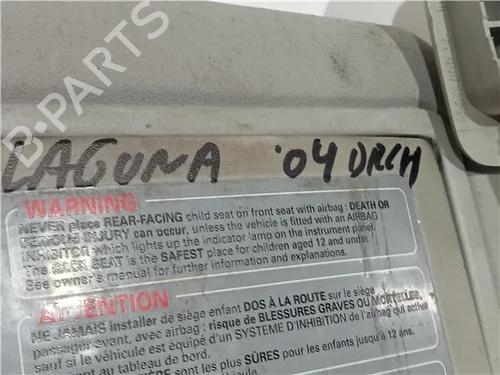 B-PARTS
LAGUNA '04 DRCH
WARNING
NEVER place REAR-FACING child seat on front seat with airbag: DEATH OR
SERIOUS INJURY can occur, unless the vehicle is fitted with an AIRBAG
INHIBITOR which lights up the indicator lamp on the instrument panel.
The BACK SEAT is the SAFEST place for children aged 12 and under.
See owner's manual for further information and explanations.
ATTENTION
NE JAMAIS installer de siège enfant DOS À LA ROUTE sur le siège
passager avant, avec airbag: risque de BLESSURES GRAVES OU MORTELLES,
sauf si le véhicule est équipé d'un SYSTEME D'INHIBITION de l'airbag qui active
au tableau de bord.
sont les plus SÛRES pour les enfants jusqu'à 12 ans.